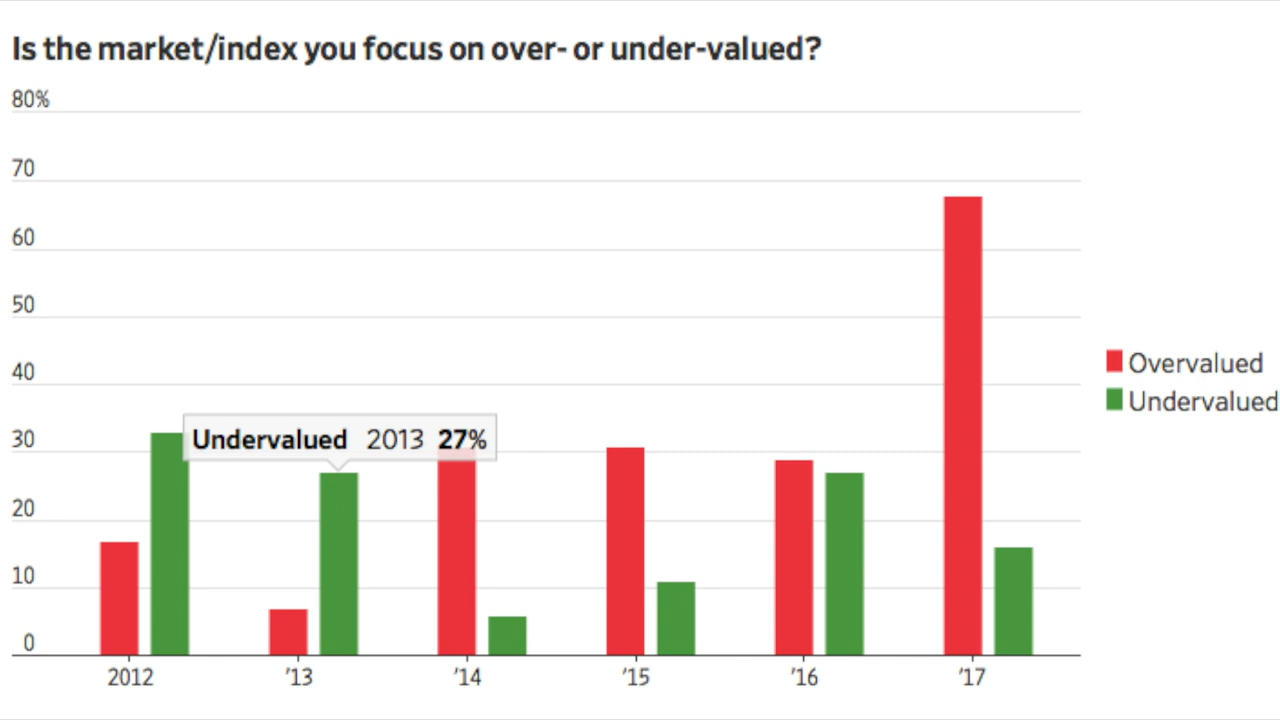 Is the market/index you focus on over- or under-valued?
80%
70
60
50
40
30
20
10
0
Undervalued 2013 27%
2012 '13 '14 '15 '16 '17
Overvalued
Undervalued